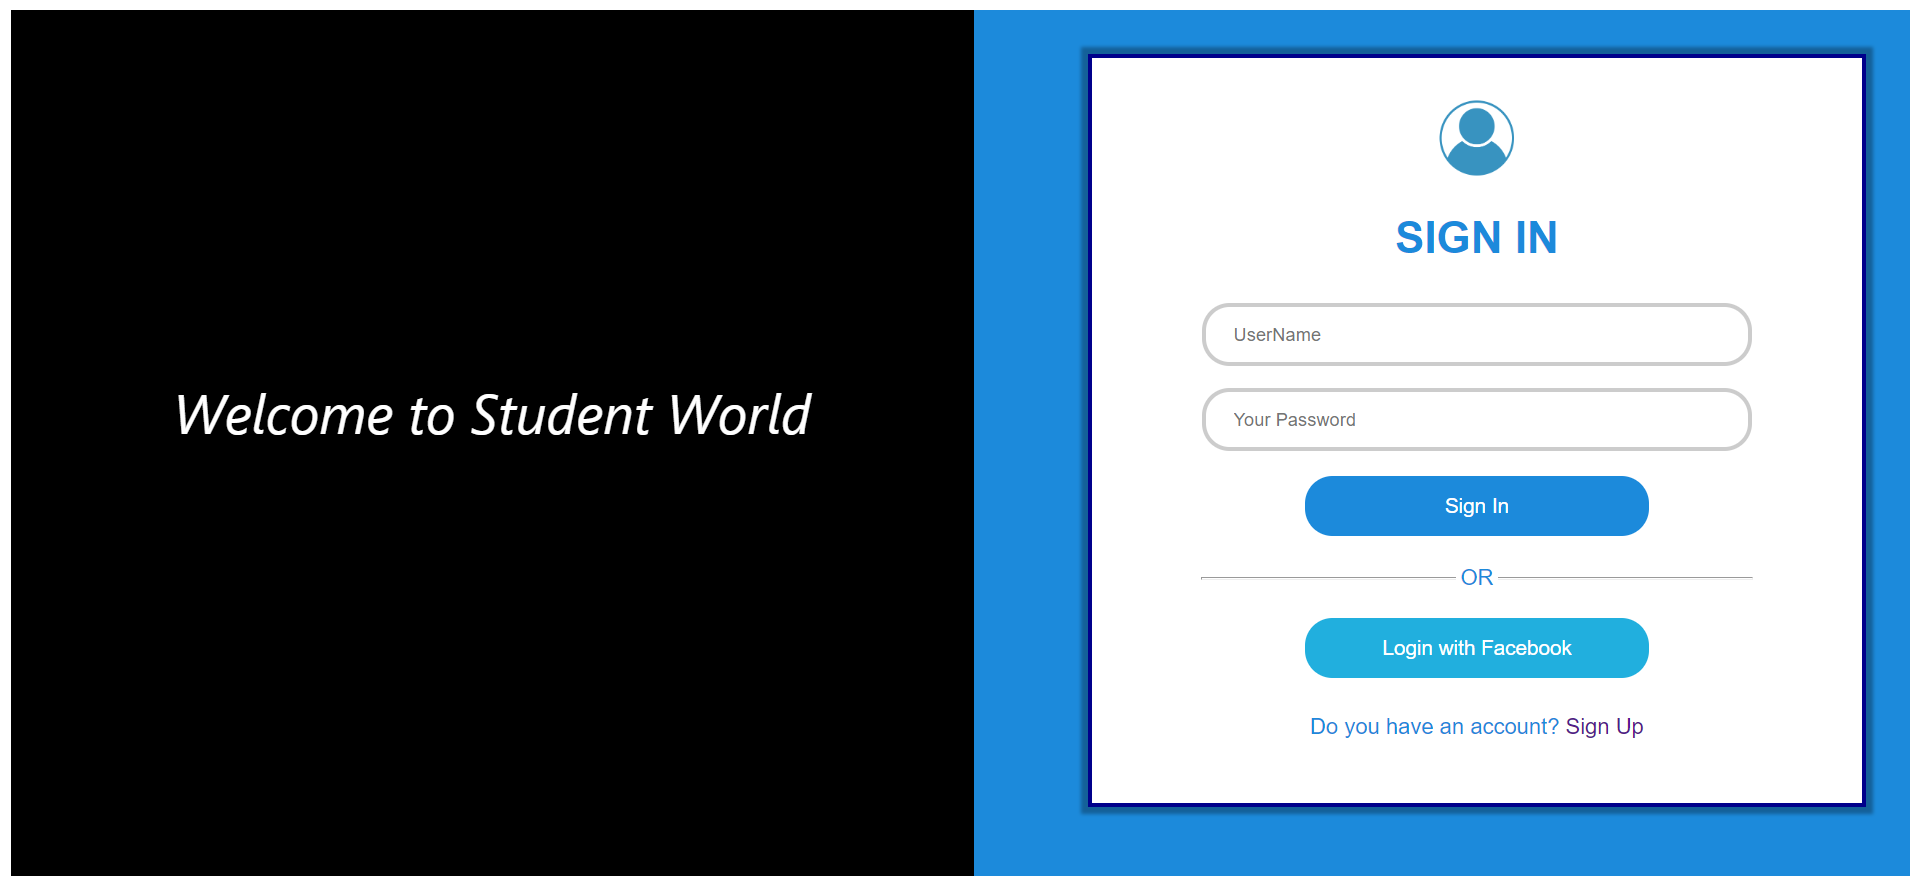 Welcome to Student World
SIGN IN
UserName
Your Password
Sign In
OR
Login with Facebook
Do you have an account? Sign Up